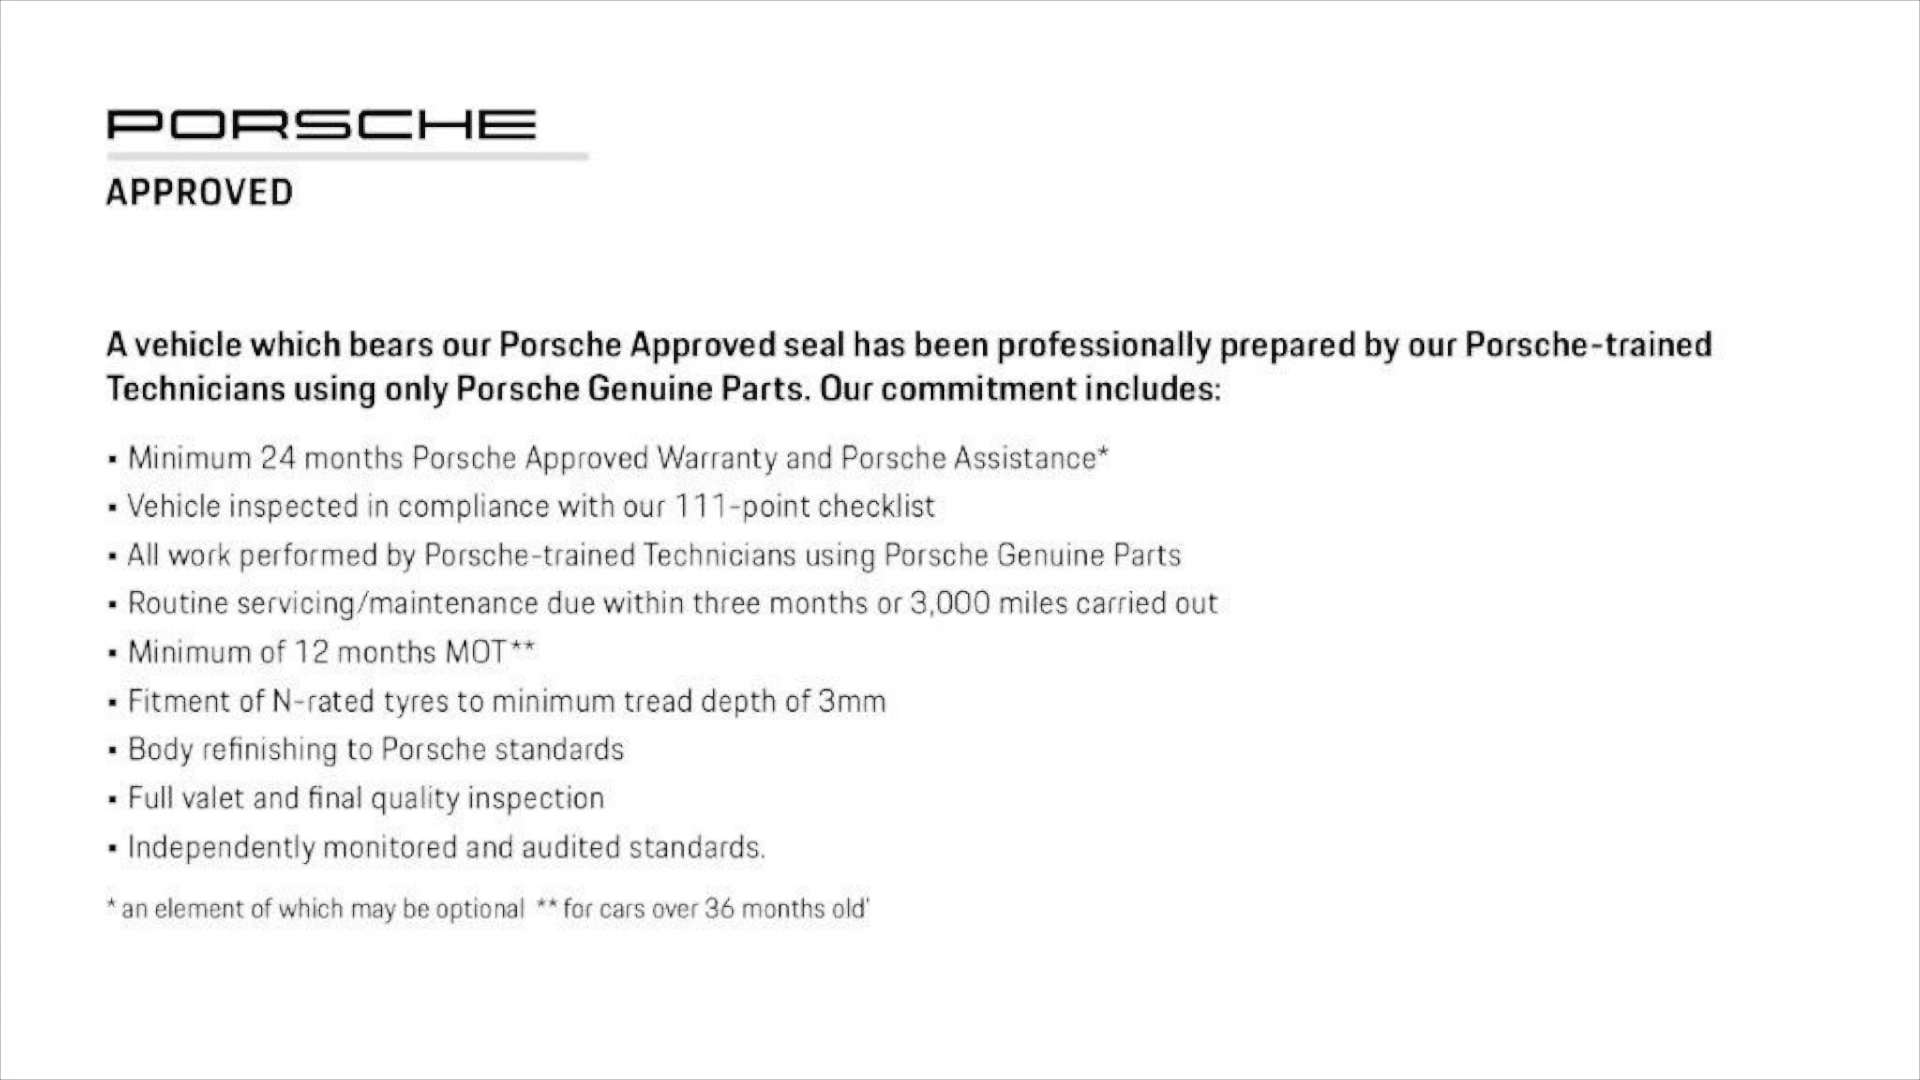 PORSCHE
APPROVED
A vehicle which bears our Porsche Approved seal has been professionally prepared by our Porsche-trained
Technicians using only Porsche Genuine Parts. Our commitment includes:
▪ Minimum 24 months Porsche Approved Warranty and Porsche Assistance*
▪ Vehicle inspected in compliance with our 111-point checklist
▪ All work performed by Porsche-trained Technicians using Porsche Genuine Parts
▪ Routine servicing/maintenance due within three months or 3,000 miles carried out
▪ Minimum of 12 months MOT**
▪ Fitment of N-rated tyres to minimum tread depth of 3mm
▪ Body refinishing to Porsche standards
▪ Full valet and final quality inspection
▪ Independently monitored and audited standards.
* an element of which may be optional ** for cars over 36 months old'